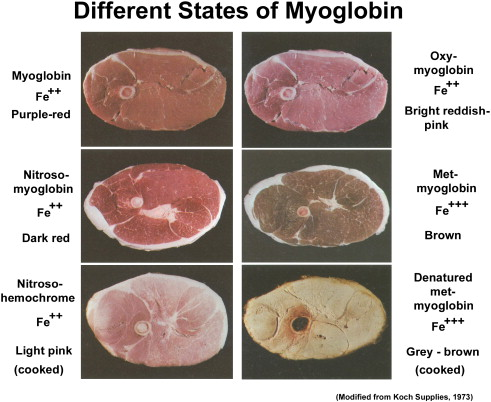 Different States of Myoglobin
Myoglobin
Fe++
Purple-red
Oxy-
myoglobin
Fe++
Bright reddish-
pink
Nitroso-
myoglobin
Fe++
Dark red
Met-
myoglobin
Fe+++
Brown
Nitroso-
hemochrome
Fe++
Light pink
(cooked)
Denatured
met-
myoglobin
Fe+++
Grey - brown
(cooked)
(Modified from Koch Supplies, 1973)